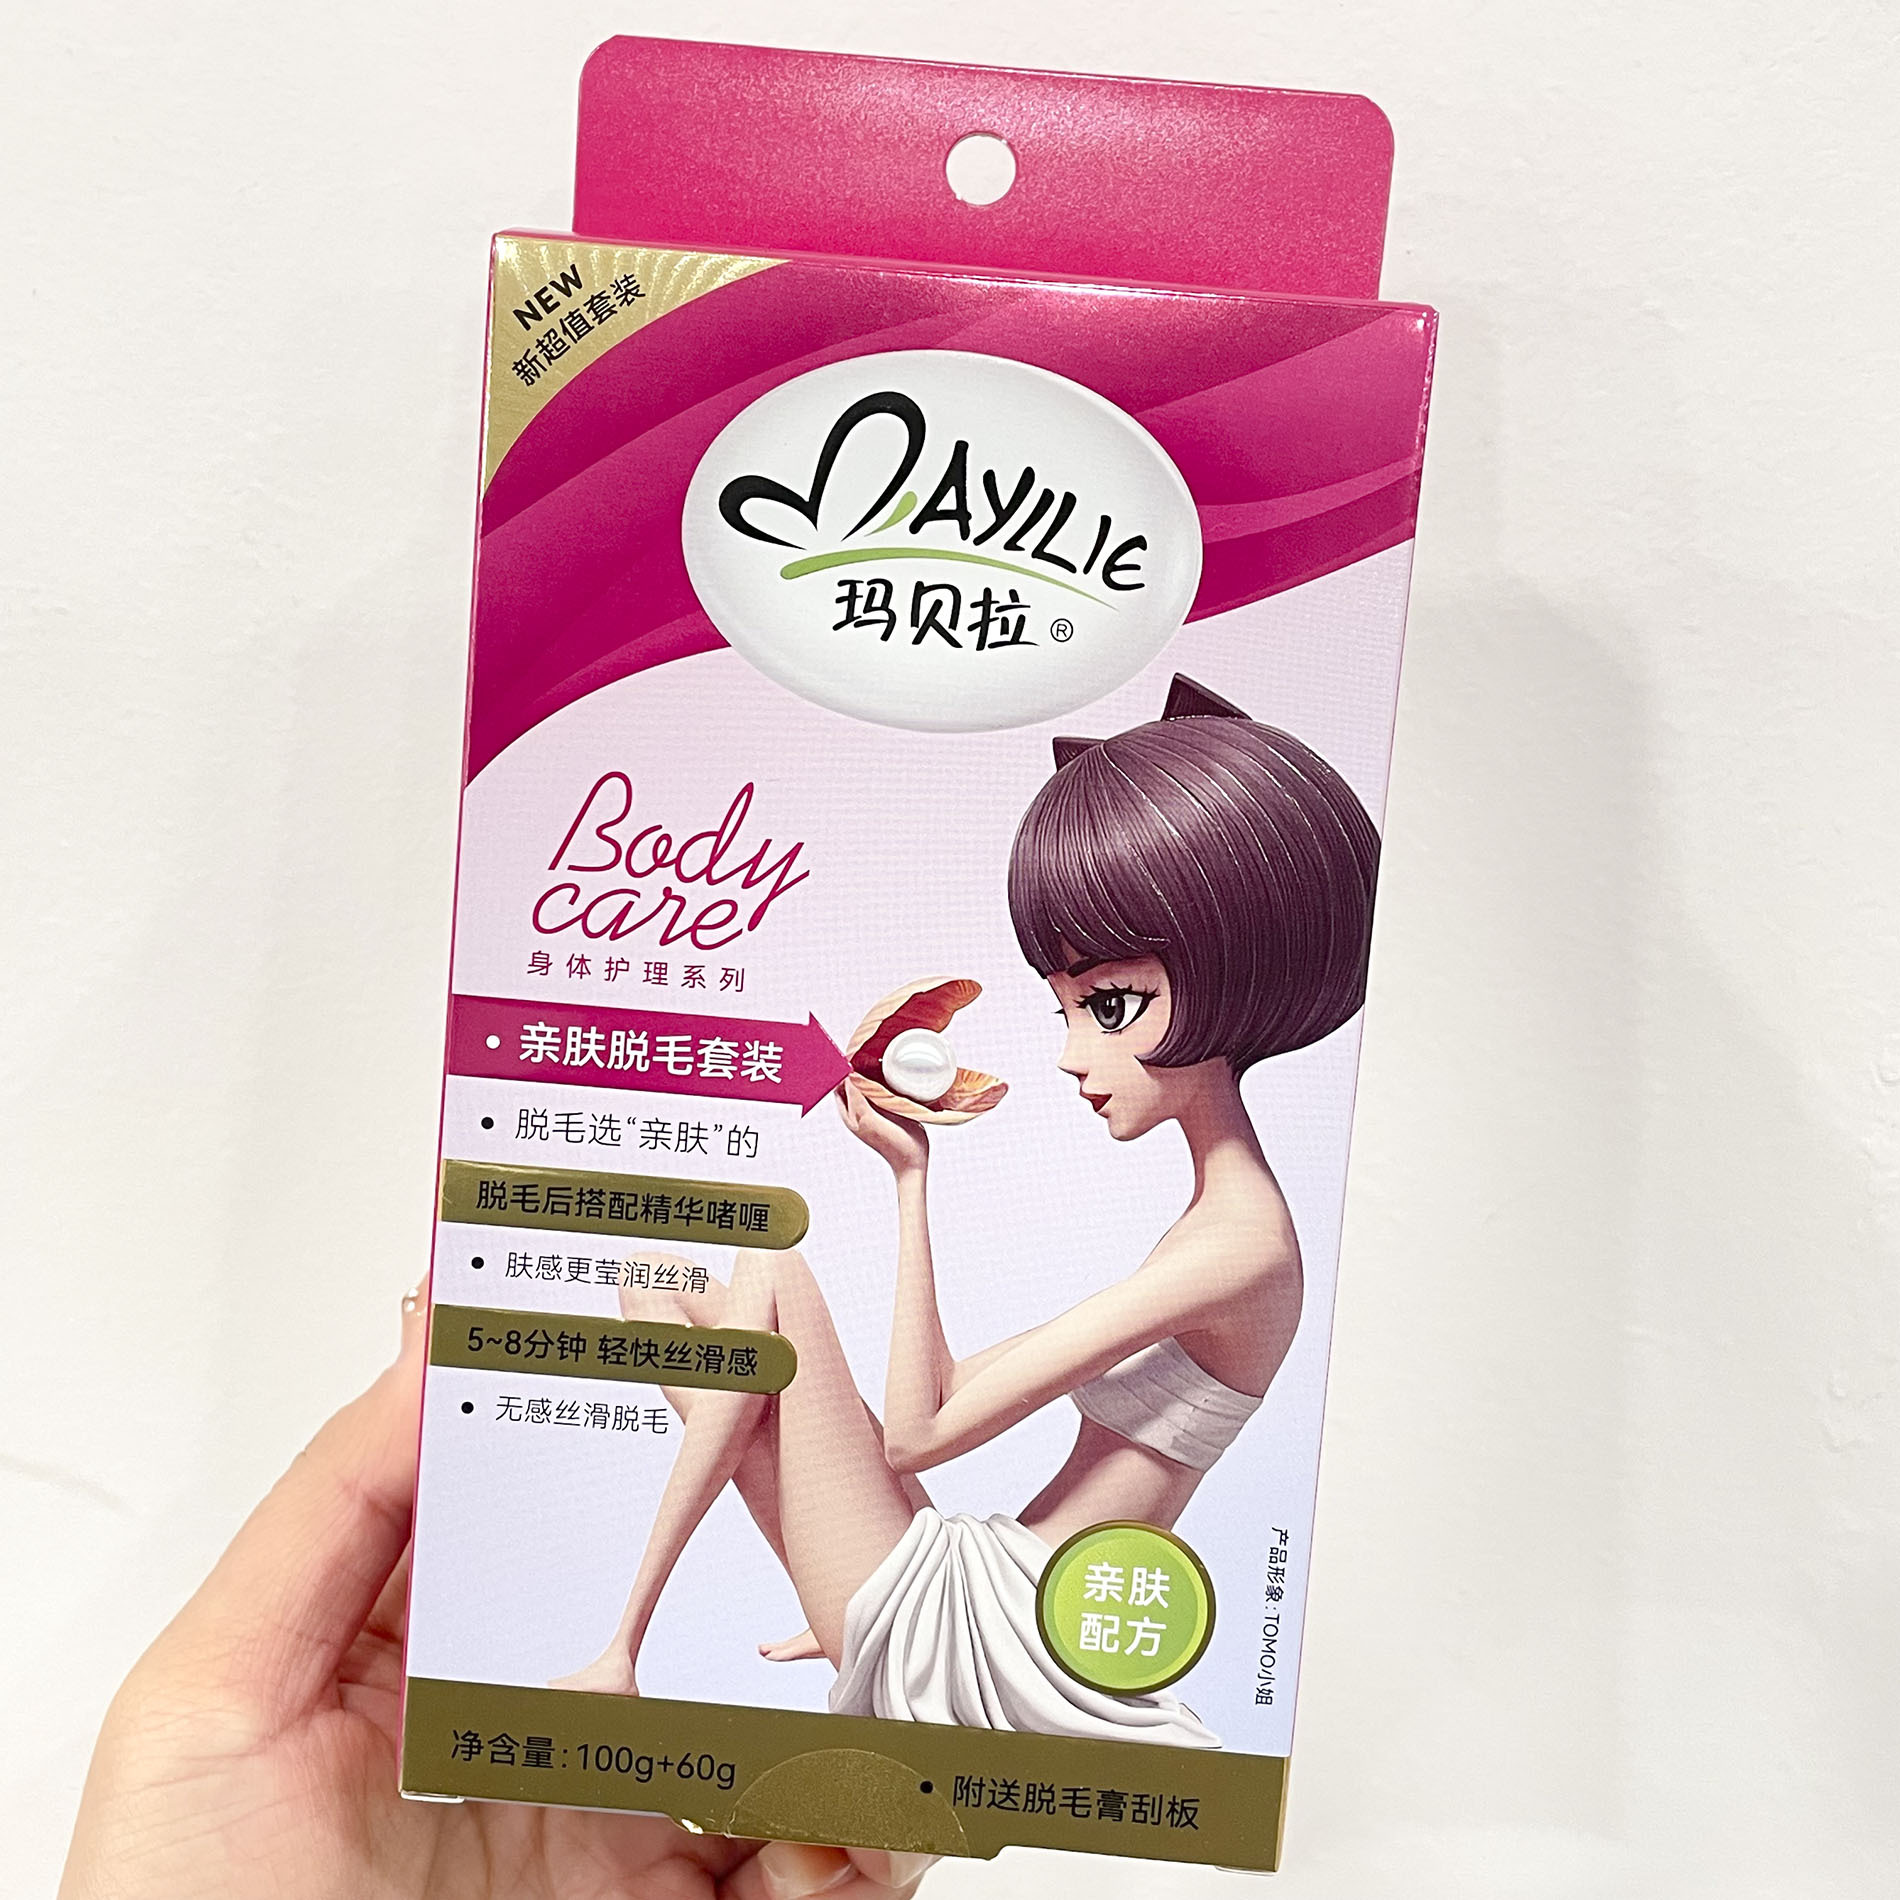 NEW
新超值套装
MAYILIE
玛贝拉®
Body
care
身体护理系列
• 亲肤脱毛套装
• 脱毛选“亲肤”的
脱毛后搭配精华啫喱
• 肤感更莹润丝滑
5~8分钟 轻快丝滑感
• 无感丝滑脱毛
亲肤
配方
产品形象:TOMO小姐
净含量:100g+60g
• 附送脱毛膏刮板